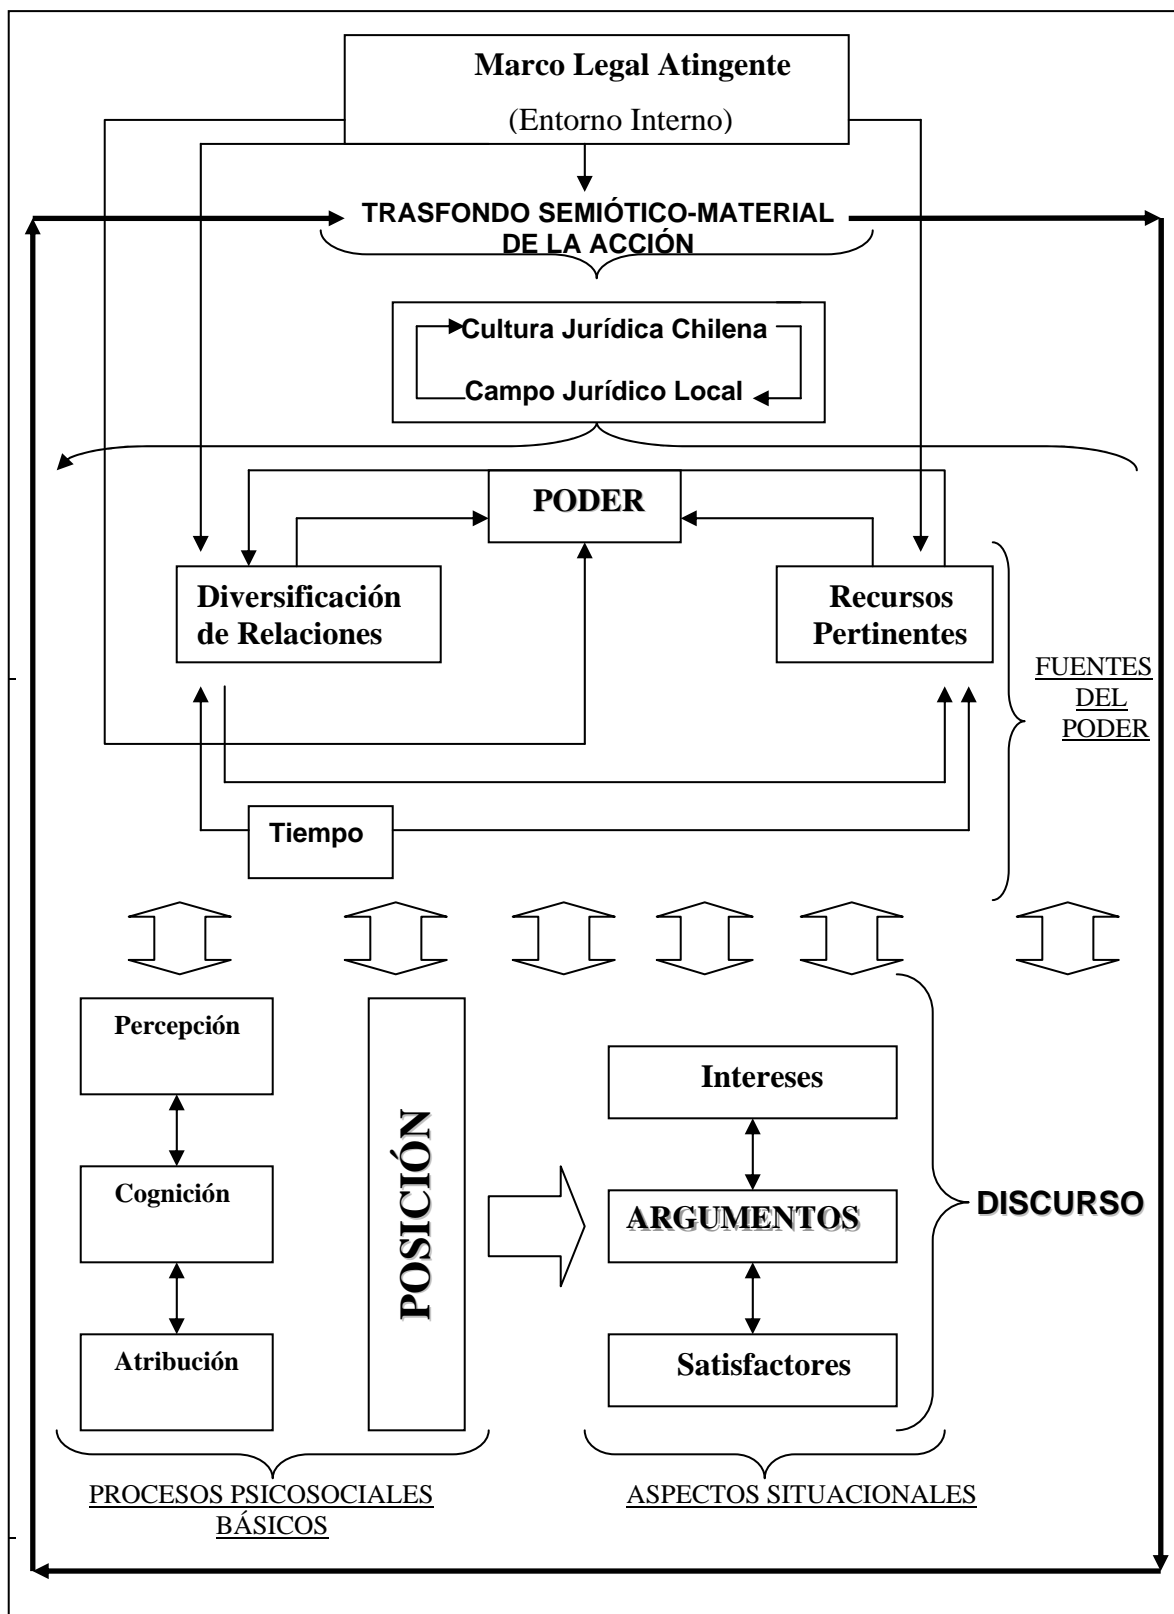 Marco Legal Atingente
(Entorno Interno)
TRASFONDO SEMIÓTICO-MATERIAL
DE LA ACCIÓN
Cultura Jurídica Chilena
Campo Jurídico Local
PODER
Diversificación
de Relaciones
Recursos
Pertinentes
FUENTES
DEL
PODER
Tiempo
Percepción
Cognición
Atribución
POSICIÓN
Intereses
ARGUMENTOS
Satisfactores
DISCURSO
PROCESOS PSICOSOCIALES
BÁSICOS
ASPECTOS SITUACIONALES